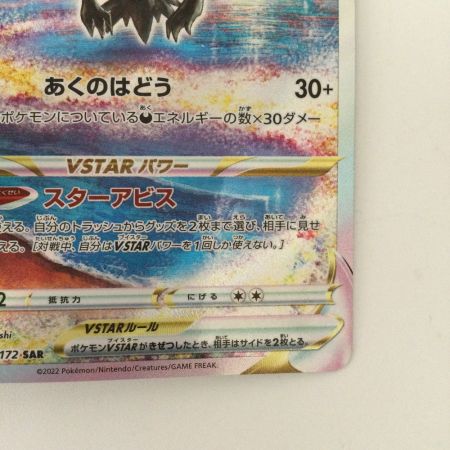 あくのはどう 30+
ポケモンについているエネルギーの数×30ダメー
VSTARパワー
スターアビス
える。自分のトラッシュからグッズを2枚まで選び、相手に見せ
える。[対戦中、自分はVSTARパワーを1回しか使えない。]
2 抵抗力 にげる
VSTARルール
ポケモンVSTARがきぜつしたとき、相手はサイドを2枚とる。
shi
172 SAR
©2022 Pokémon/Nintendo/Creatures/GAME FREAK.